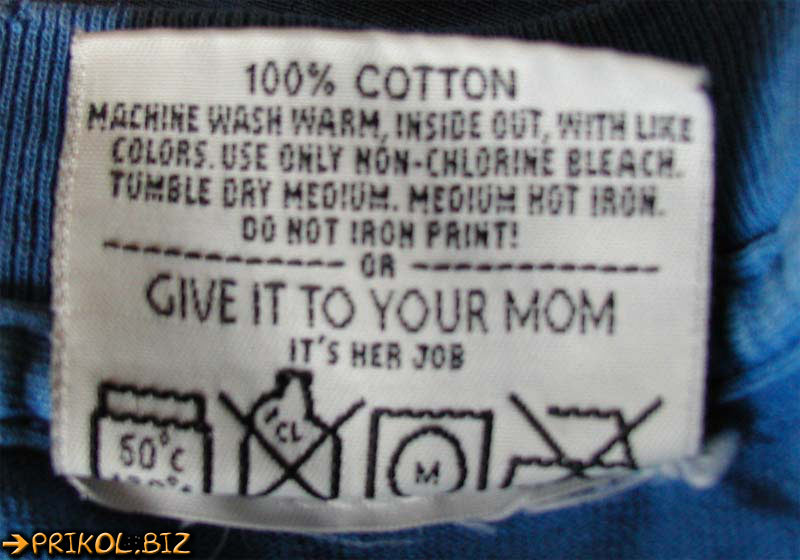 100% COTTON
MACHINE WASH WARM, INSIDE OUT, WITH LIKE
COLORS. USE ONLY NON-CHLORINE BLEACH.
TUMBLE DRY MEDIUM. MEDIUM HOT IRON.
DO NOT IRON PRINT!
OR
GIVE IT TO YOUR MOM
IT'S HER JOB
CL
50°C
M
PRIKOL.BIZ